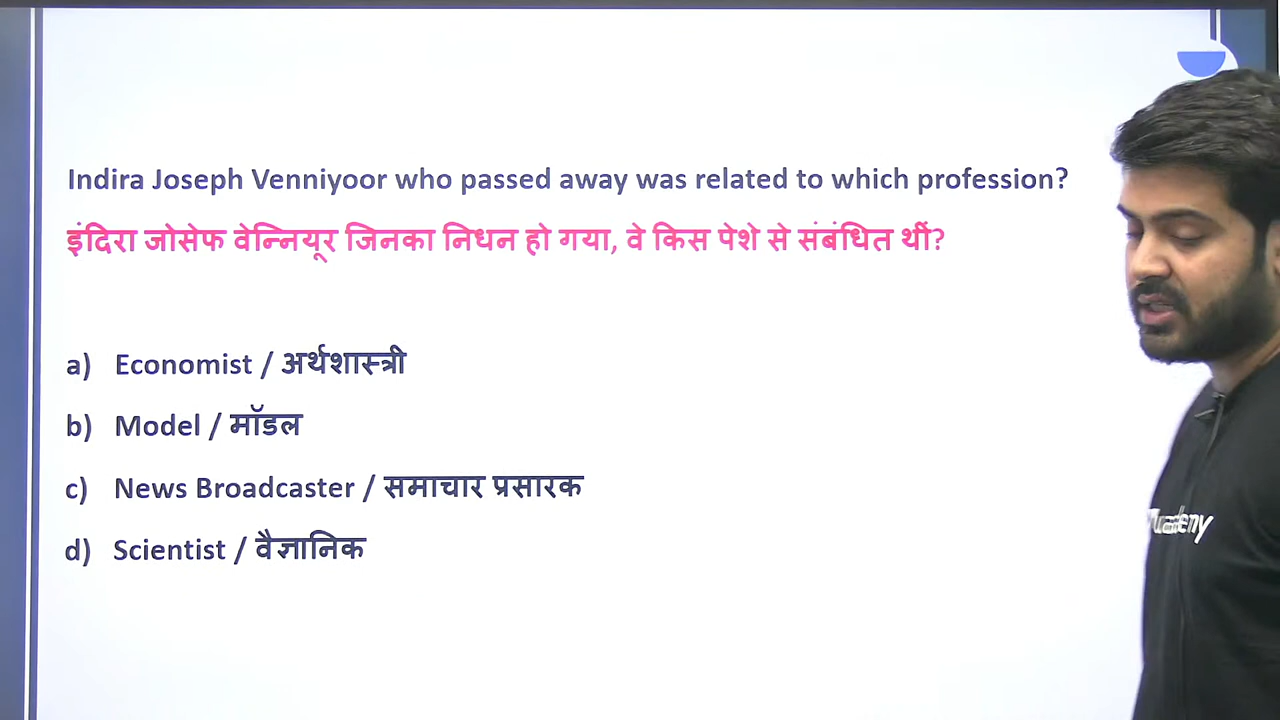 Indira Joseph Venniyoor who passed away was related to which profession?
इंदिरा जोसेफ वेन्नियूर जिनका निधन हो गया, वे किस पेशे से संबंधित थीं?
a) Economist / अर्थशास्त्री
b) Model / मॉडल
c) News Broadcaster / समाचार प्रसारक
d) Scientist / वैज्ञानिक